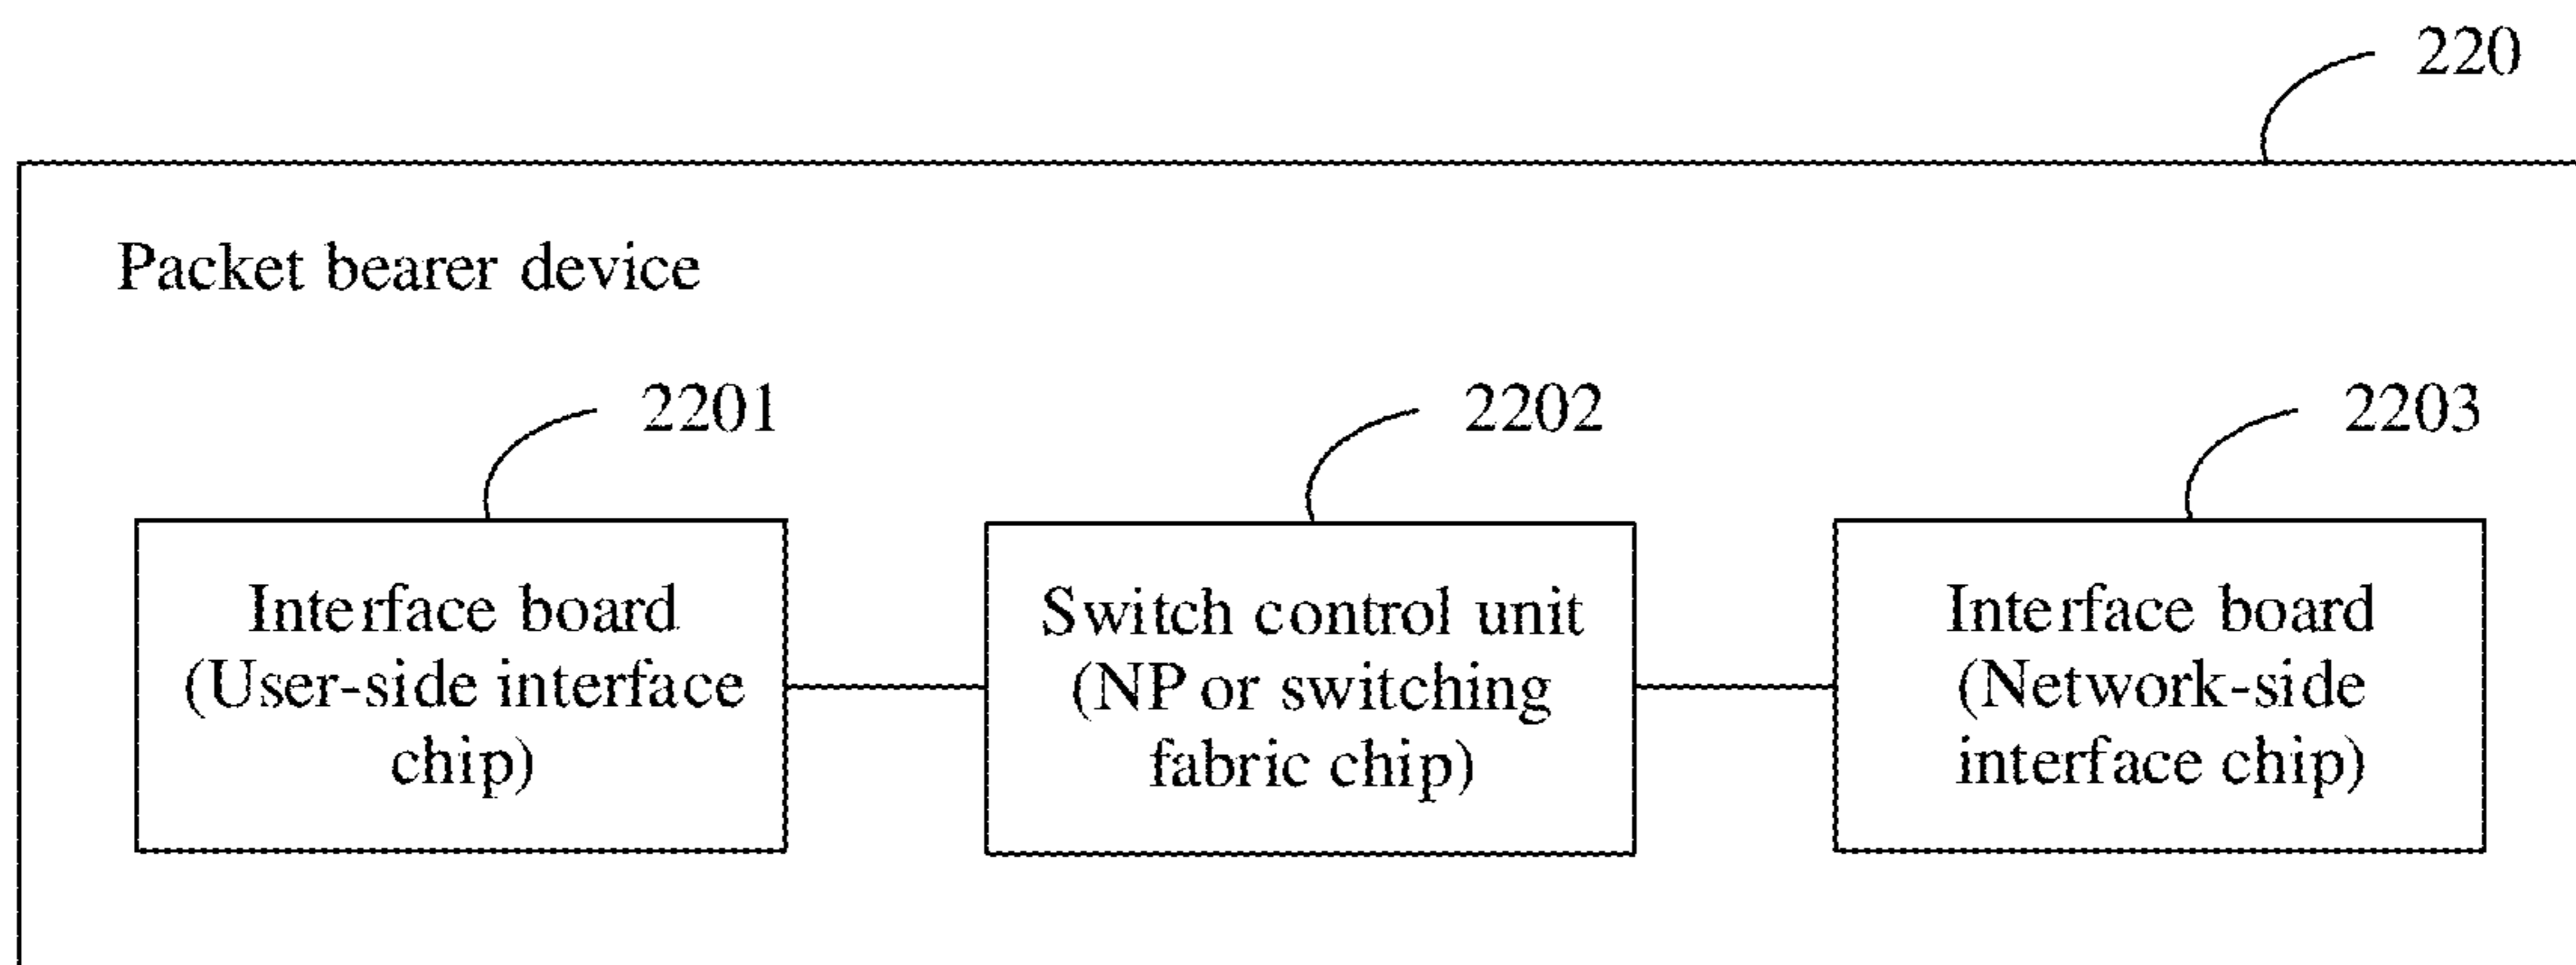 220
Packet bearer device
2201
2202
2203
Interface board
(User-side interface
chip)
Switch control unit
(NP or switching
fabric chip)
Interface board
(Network-side
interface chip)